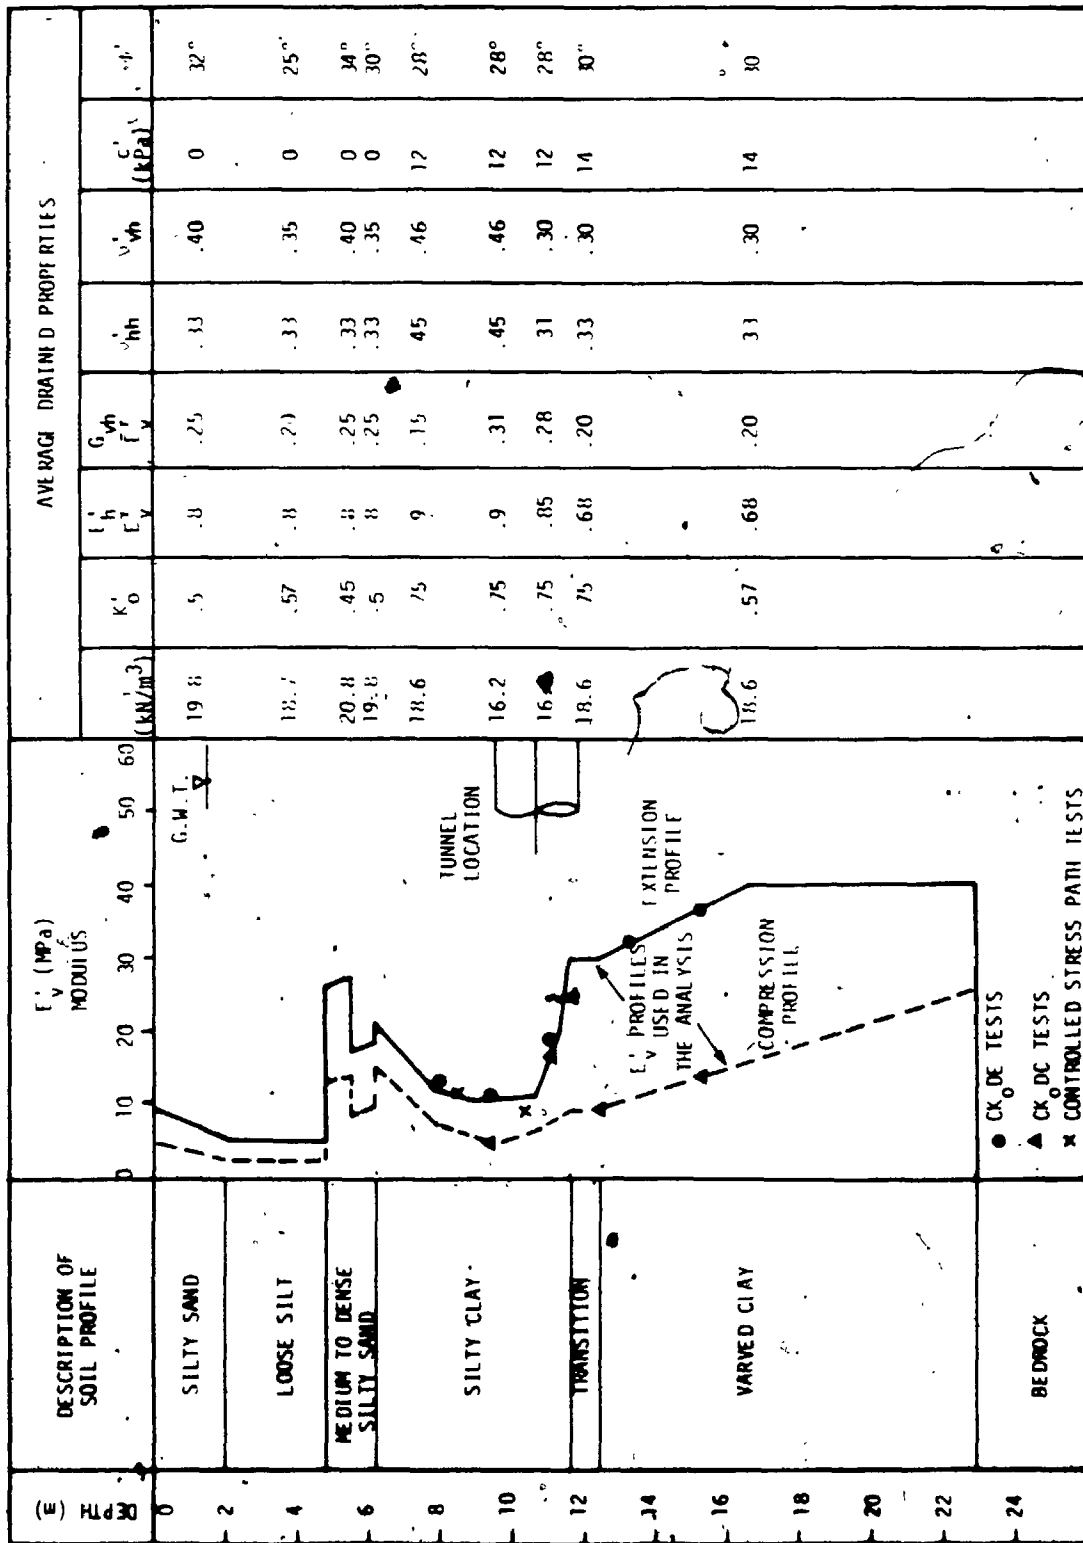 DEPTH (m)
DESCRIPTION OF
SOIL PROFILE
E'v (MPa)
MODULUS
AVERAGE DRAINED PROPERTIES
(kN/m³)
K'o
E'h
E'v
Gvh
E'v
ν'hh
ν'vh
c'
(kPa)
0
10
20
30
40
50
60
G.W.T.
0
2
4
6
8
10
12
14
16
18
20
22
24
SILTY SAND
LOOSE SILT
MEDIUM TO DENSE
SILTY SAND
SILTY CLAY
TRANSITION
VARVED CLAY
BEDROCK
TUNNEL
LOCATION
EXTENSION
PROFILE
E'v PROFILES
USED IN
THE ANALYSIS
COMPRESSION
PROFILE
● CKoDE TESTS
▲ CKoDC TESTS
× CONTROLLED STRESS PATH TESTS
19.8 .5 .8 .25 .33 .40 0 32°
18.7 .57 .8 .20 .33 .35 0 25°
20.8 .45 .8 .25 .33 .40 0 34°
19.8 .5 .8 .25 .33 .35 0 30°
18.6 .75 .9 .15 .45 .46 12 28°
16.2 .75 .9 .31 .45 .46 12 28°
16 .75 .85 .28 .31 .30 12 28°
18.6 .75 .68 .20 .33 .30 14 30°
18.6 .57 .68 .20 .33 .30 14 30